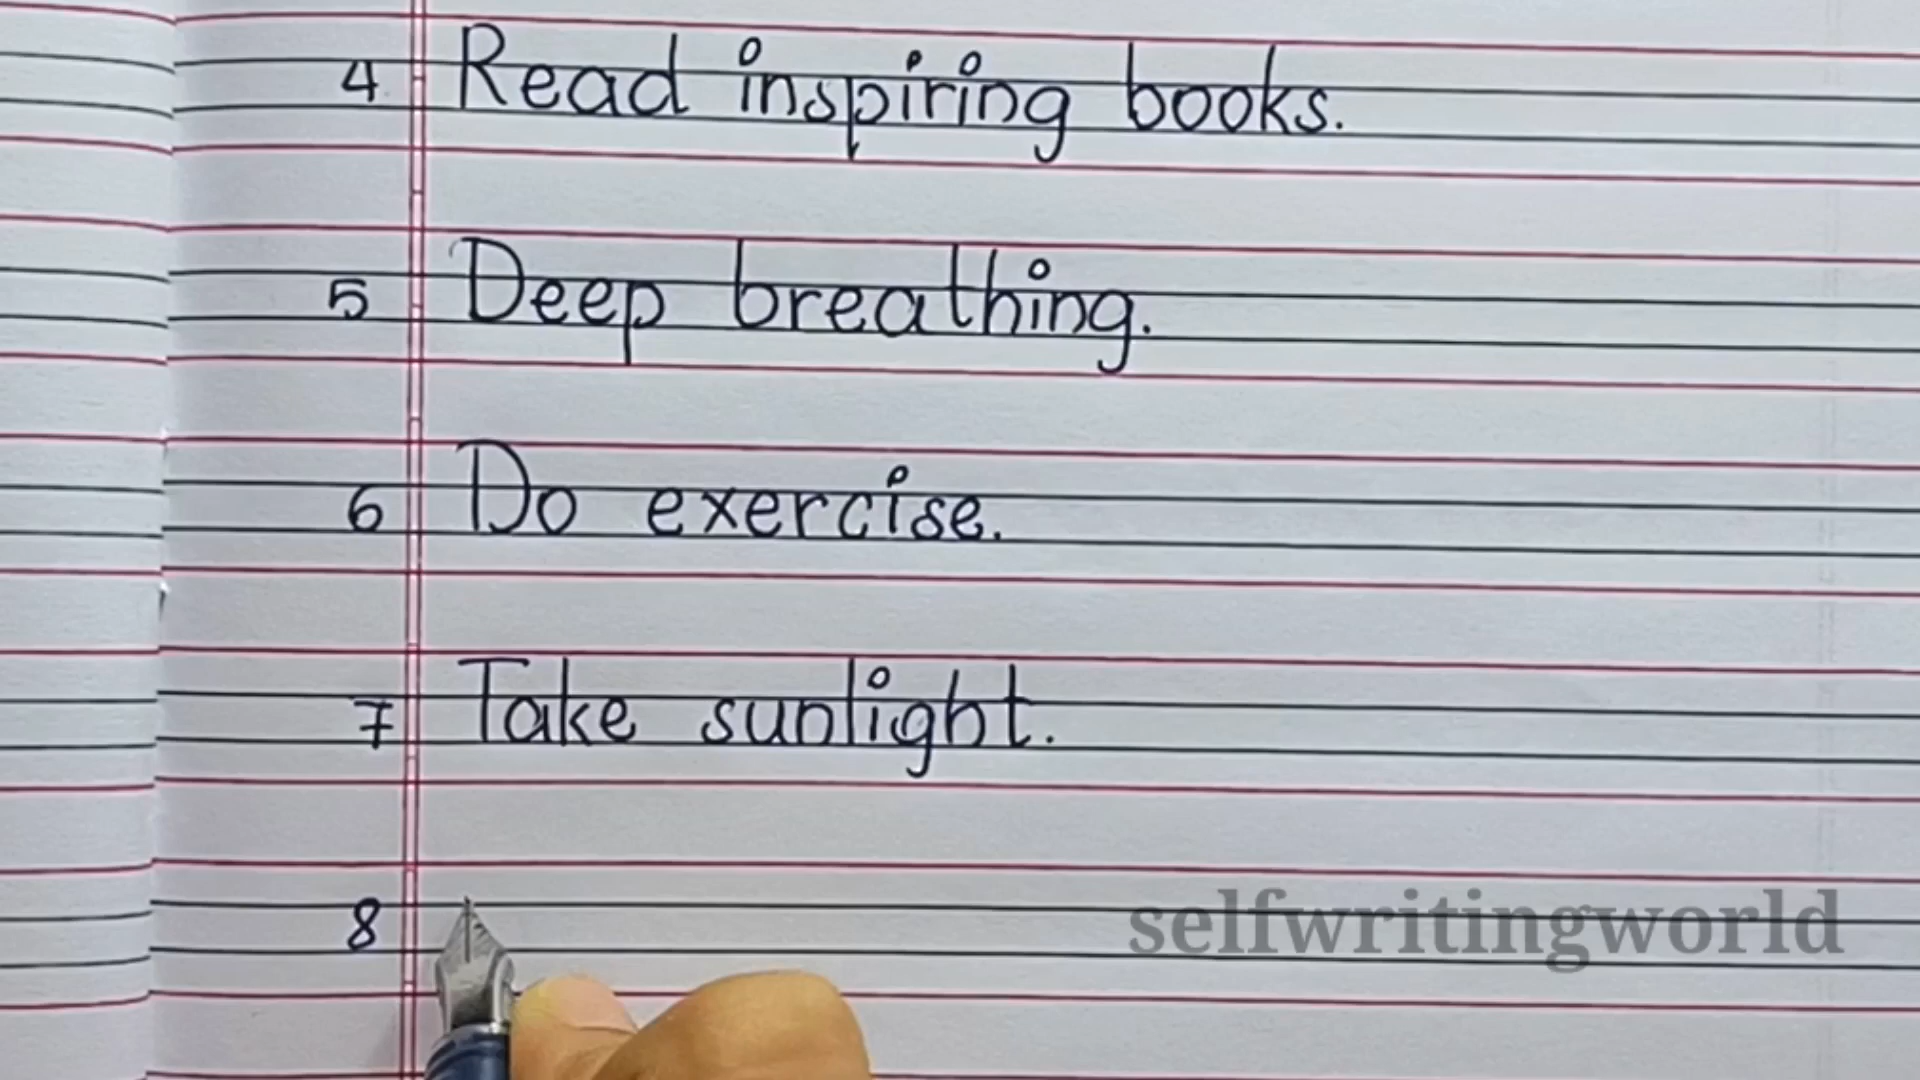 4 Read inspiring books.
5 Deep breathing.
6 Do exercise.
7 Take sunlight.
8
selfwritingworld